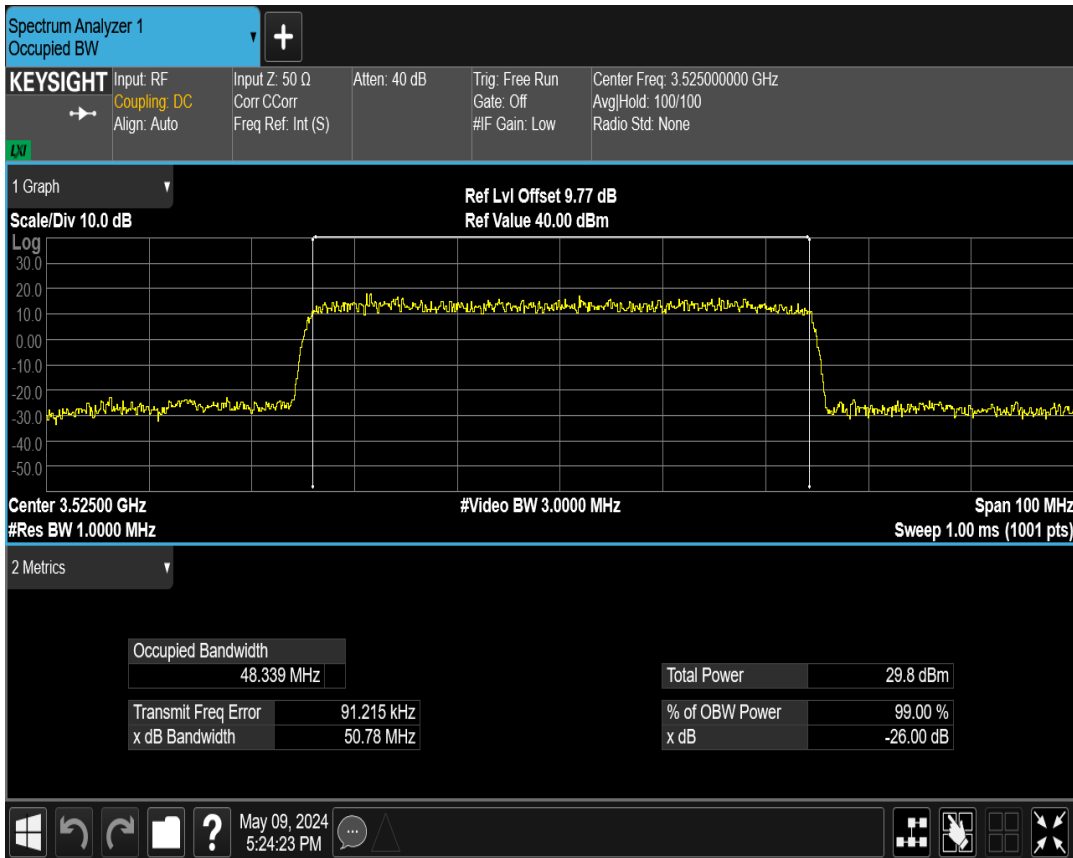 Spectrum Analyzer 1
Occupied BW
+
KEYSIGHT
LXI
Input: RF
Coupling: DC
Align: Auto
Input Z: 50 Ω
Corr CCorr
Freq Ref: Int (S)
Atten: 40 dB
Trig: Free Run
Gate: Off
#IF Gain: Low
Center Freq: 3.525000000 GHz
Avg|Hold: 100/100
Radio Std: None
1 Graph
Scale/Div 10.0 dB
Ref Lvl Offset 9.77 dB
Ref Value 40.00 dBm
Log
30.0
20.0
10.0
0.00
-10.0
-20.0
-30.0
-40.0
-50.0
Center 3.52500 GHz
#Video BW 3.0000 MHz
Span 100 MHz
#Res BW 1.0000 MHz
Sweep 1.00 ms (1001 pts)
2 Metrics
Occupied Bandwidth
48.339 MHz
Total Power 29.8 dBm
Transmit Freq Error 91.215 kHz
% of OBW Power 99.00 %
x dB Bandwidth 50.78 MHz
x dB -26.00 dB
?
May 09, 2024
5:24:23 PM